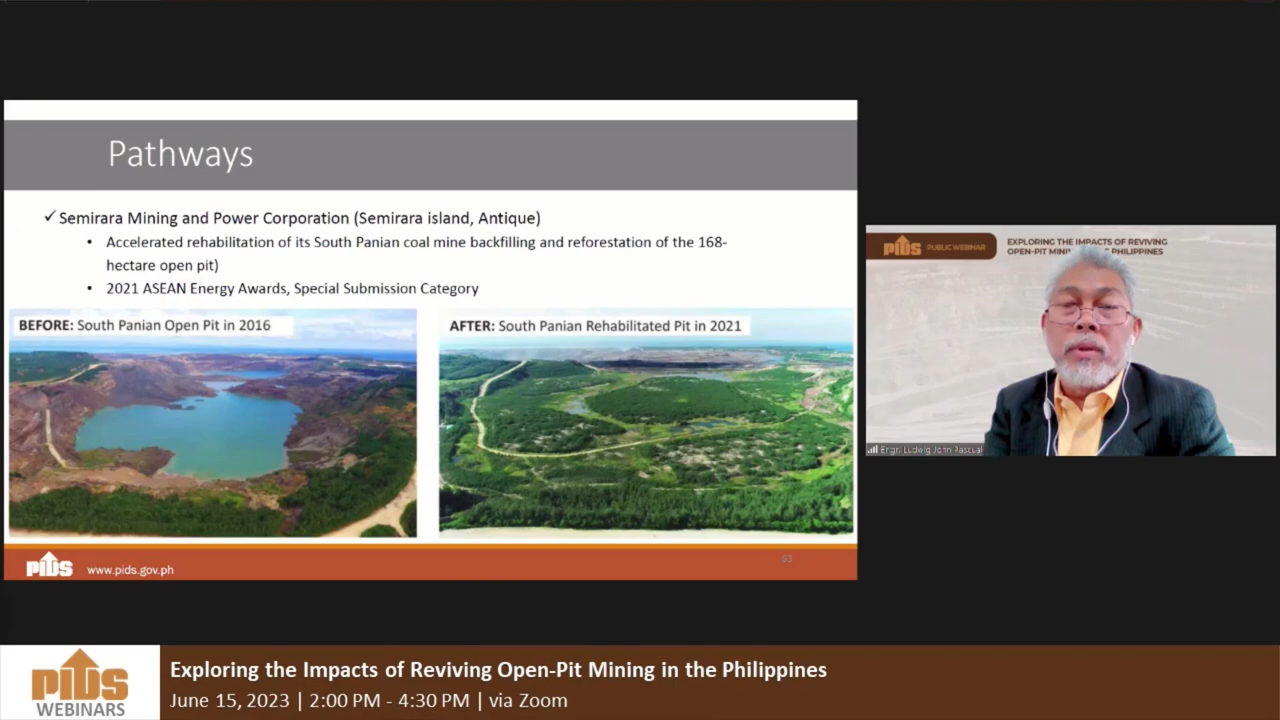 Pathways
✓Semirara Mining and Power Corporation (Semirara island, Antique)
• Accelerated rehabilitation of its South Panian coal mine backfilling and reforestation of the 168-
hectare open pit)
• 2021 ASEAN Energy Awards, Special Submission Category
BEFORE: South Panian Open Pit in 2016
AFTER: South Panian Rehabilitated Pit in 2021
63
PIDS
www.pids.gov.ph
PIDS PUBLIC WEBINAR
EXPLORING THE IMPACTS OF REVIVING
OPEN-PIT PHILIPPINES
Engr. Ludwig John Pascual
PIDS
WEBINARS
Exploring the Impacts of Reviving Open-Pit Mining in the Philippines
June 15, 2023 | 2:00 PM - 4:30 PM | via Zoom